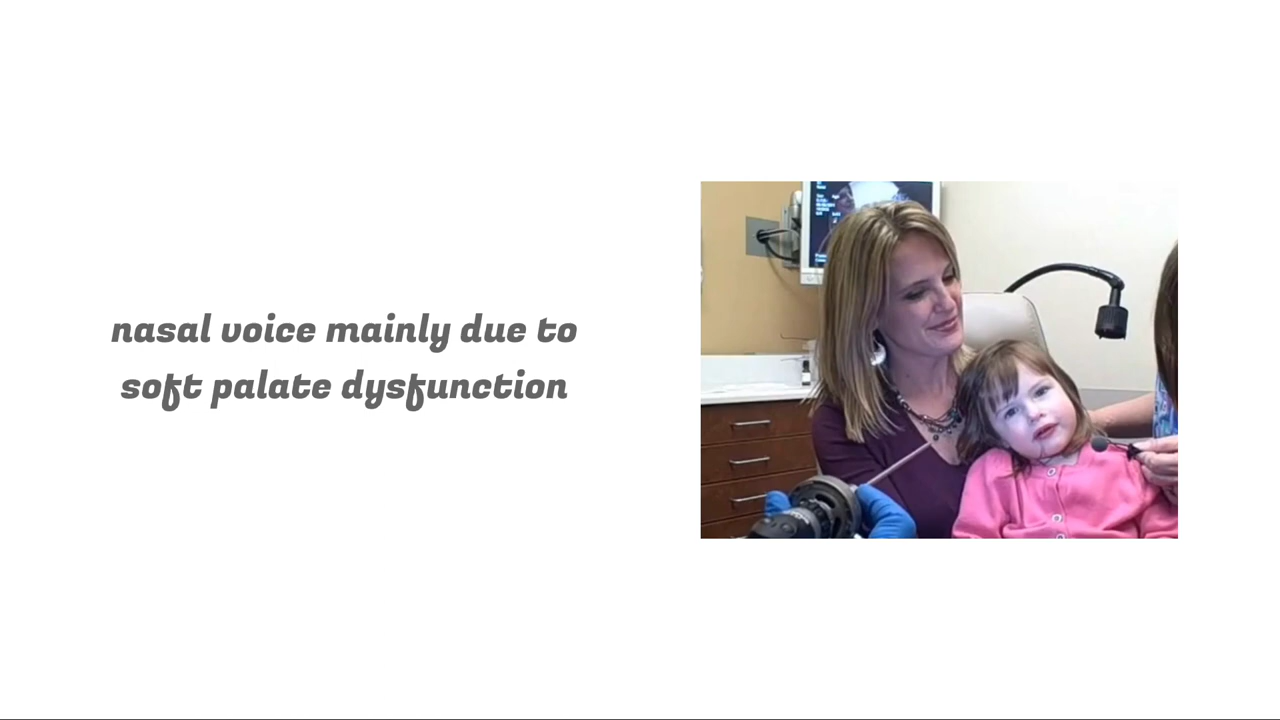 nasal voice mainly due to
soft palate dysfunction